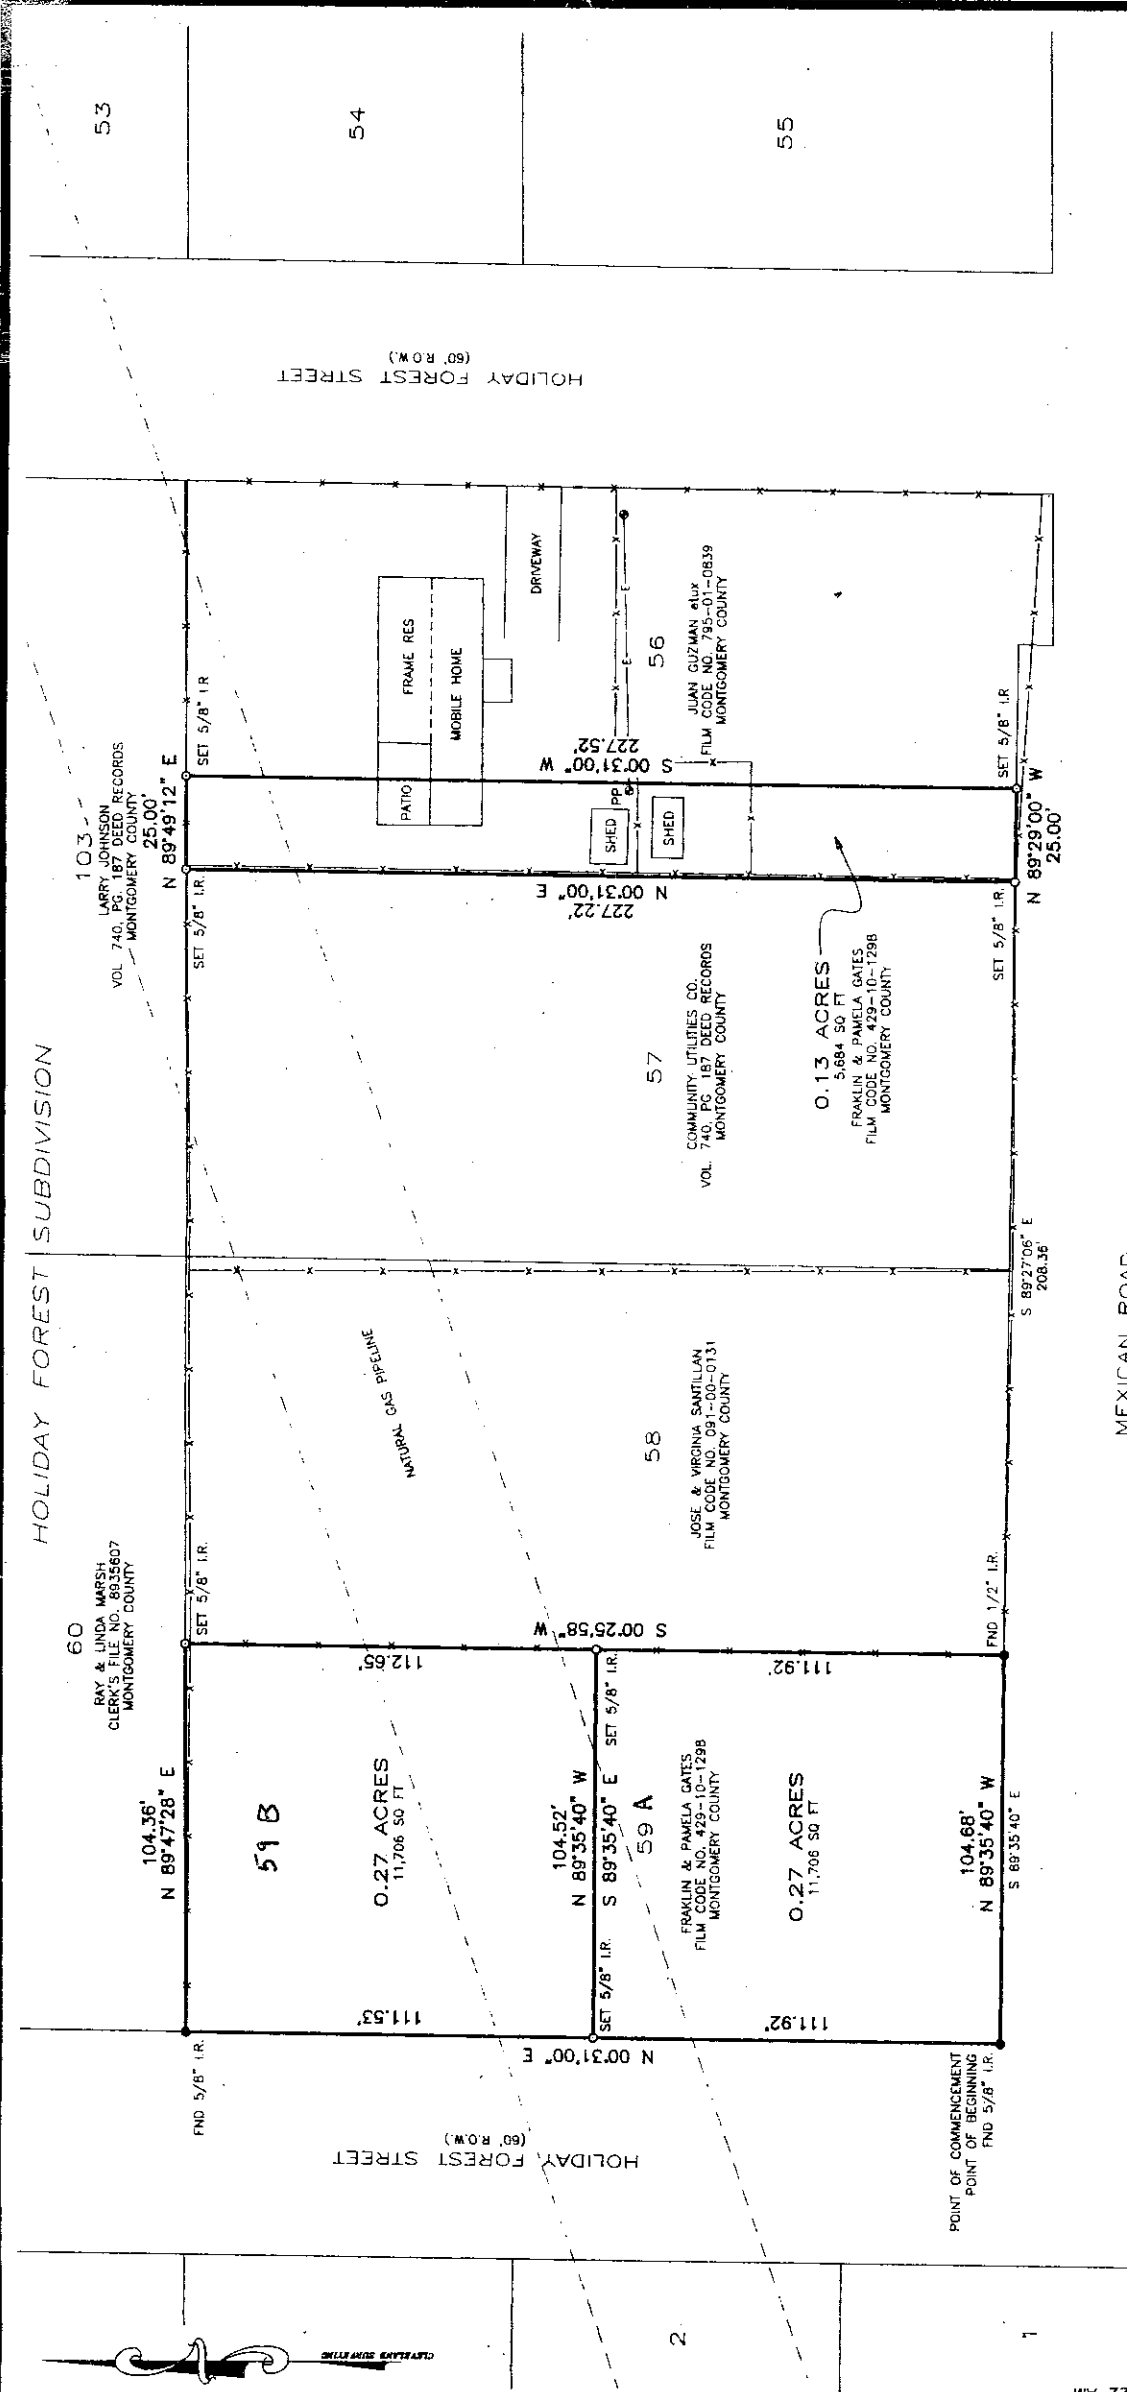 HOLIDAY FOREST SUBDIVISION
60
RAY & LINDA MARSH
CLERK'S FILE NO. 8935607
MONTGOMERY COUNTY
103
LARRY JOHNSON
VOL 740, PG. 187 DEED RECORDS
MONTGOMERY COUNTY
25.00'
N 89°49'12" E
53
54
55
104.36'
N 89°47'28" E
FND 5/8" I.R.
SET 5/8" I.R.
SET 5/8" I.R.
SET 5/8" I.R
59 B
0.27 ACRES
11,706 SQ FT
111.53'
112.65'
NATURAL GAS PIPELINE
HOLIDAY FOREST STREET
(60' R.O.W.)
HOLIDAY FOREST STREET
(60' R.O.W.)
PATIO
FRAME RES
MOBILE HOME
DRIVEWAY
N 00°31'00" E
S 00°25'58" W
N 00°31'00" E
227.22'
S 00°31'00" W
227.52'
104.52'
N 89°35'40" W
S 89°35'40" E
SET 5/8" I.R.
SET 5/8" I.R.
SHED
PP
SHED
59 A
58
57
56
FRAKLIN & PAMELA GATES
FILM CODE NO. 429-10-1298
MONTGOMERY COUNTY
JOSE & VIRGINIA SANTILLAN
FILM CODE NO. 091-00-0131
MONTGOMERY COUNTY
COMMUNITY UTILITIES CO.
VOL. 740, PG 187 DEED RECORDS
MONTGOMERY COUNTY
JUAN GUZMAN etux
FILM CODE NO. 795-01-0839
MONTGOMERY COUNTY
0.27 ACRES
11,706 SQ FT
111.92'
111.92'
0.13 ACRES
5,684 SQ FT
FRAKLIN & PAMELA GATES
FILM CODE NO. 429-10-1298
MONTGOMERY COUNTY
POINT OF COMMENCEMENT
POINT OF BEGINNING
FND 5/8" I.R.
104.68'
N 89°35'40" W
S 89°35'40" E
FND 1/2" I.R.
S 89°27'06" E
208.36'
SET 5/8" I.R.
SET 5/8" I.R
N 89°29'00" W
25.00'
MEXICAN ROAD
CLEVELAND SURVEYING
2
1